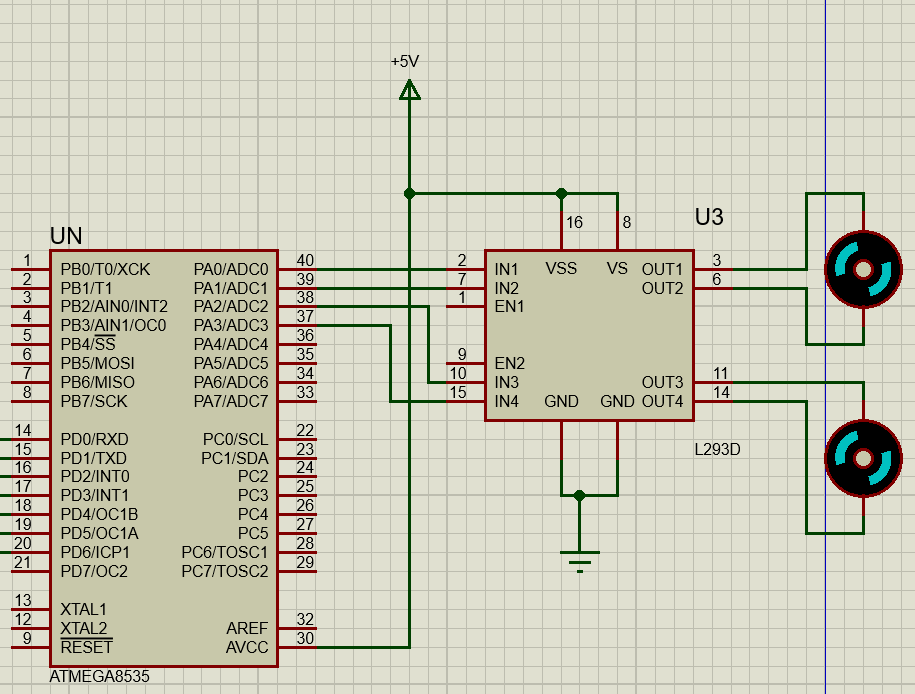 +5V
UN
1 PB0/T0/XCK PA0/ADC0 40
2 PB1/T1 PA1/ADC1 39
3 PB2/AIN0/INT2 PA2/ADC2 38
4 PB3/AIN1/OC0 PA3/ADC3 37
5 PB4/SS PA4/ADC4 36
6 PB5/MOSI PA5/ADC5 35
7 PB6/MISO PA6/ADC6 34
8 PB7/SCK PA7/ADC7 33
14 PD0/RXD PC0/SCL 22
15 PD1/TXD PC1/SDA 23
16 PD2/INT0 PC2 24
17 PD3/INT1 PC3 25
18 PD4/OC1B PC4 26
19 PD5/OC1A PC5 27
20 PD6/ICP1 PC6/TOSC1 28
21 PD7/OC2 PC7/TOSC2 29
13 XTAL1
12 XTAL2 AREF 32
9 RESET AVCC 30
ATMEGA8535
U3
16 8
2 IN1 VSS VS OUT1 3
7 IN2 OUT2 6
1 EN1
9 EN2
10 IN3 OUT3 11
15 IN4 GND GND OUT4 14
L293D